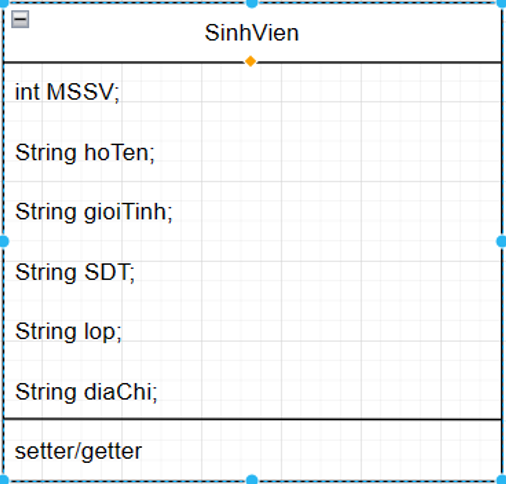 SinhVien
int MSSV;
String hoTen;
String gioiTinh;
String SDT;
String lop;
String diaChi;
setter/getter